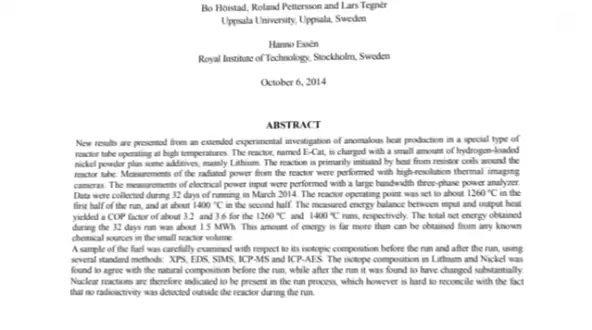 Bo Höistad, Roland Pettersson and Lars Tegnér
Uppsala University, Uppsala, Sweden
Hanno Essén
Royal Institute of Technology, Stockholm, Sweden
October 6, 2014
ABSTRACT
New results are presented from an extended experimental investigation of anomalous heat production in a special type of
reactor tube operating at high temperatures. The reactor, named E-Cat, is charged with a small amount of hydrogen-loaded
nickel powder plus some additives, mainly Lithium. The reaction is primarily initiated by heat from resistor coils around the
reactor tube. Measurements of the radiated power from the reactor were performed with high-resolution thermal imaging
cameras. The measurements of electrical power input were performed with a large bandwidth three-phase power analyzer.
Data were collected during 32 days of running in March 2014. The reactor operating point was set to about 1260 ºC in the
first half of the run, and at about 1400 °C in the second half. The measured energy balance between input and output heat
yielded a COP factor of about 3.2 and 3.6 for the 1260 ºC and 1400 ºC runs, respectively. The total net energy obtained
during the 32 days run was about 1.5 MWh. This amount of energy is far more than can be obtained from any known
chemical sources in the small reactor volume.
A sample of the fuel was carefully examined with respect to its isotopic composition before the run and after the run, using
several standard methods: XPS, EDS, SIMS, ICP-MS and ICP-AES. The isotope composition in Lithium and Nickel was
found to agree with the natural composition before the run, while after the run it was found to have changed substantially.
Nuclear reactions are therefore indicated to be present in the run process, which however is hard to reconcile with the fact
that no radioactivity was detected outside the reactor during the run.